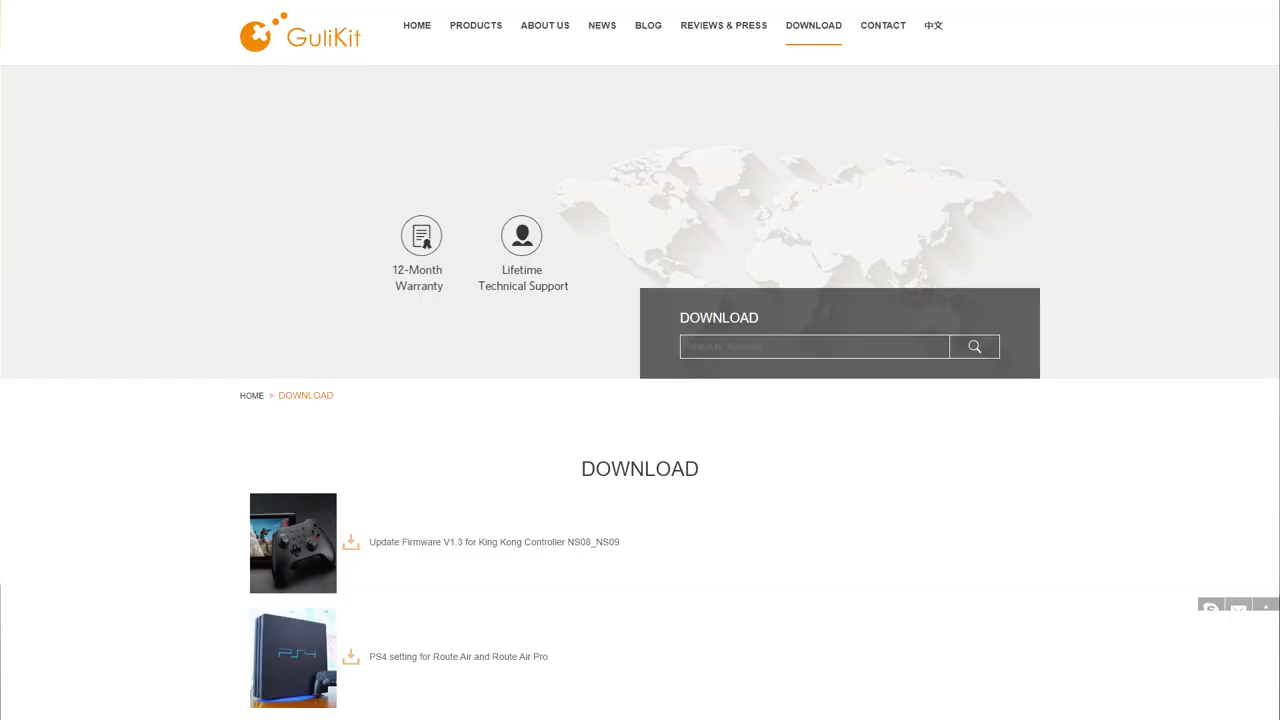 GuliKit
HOME PRODUCTS ABOUT US NEWS BLOG REVIEWS & PRESS DOWNLOAD CONTACT 中文
12-Month
Warranty
Lifetime
Technical Support
DOWNLOAD
HOME > DOWNLOAD
DOWNLOAD
Update Firmware V1.3 for King Kong Controller NS08_NS09
PS4
PS4 setting for Route Air and Route Air Pro